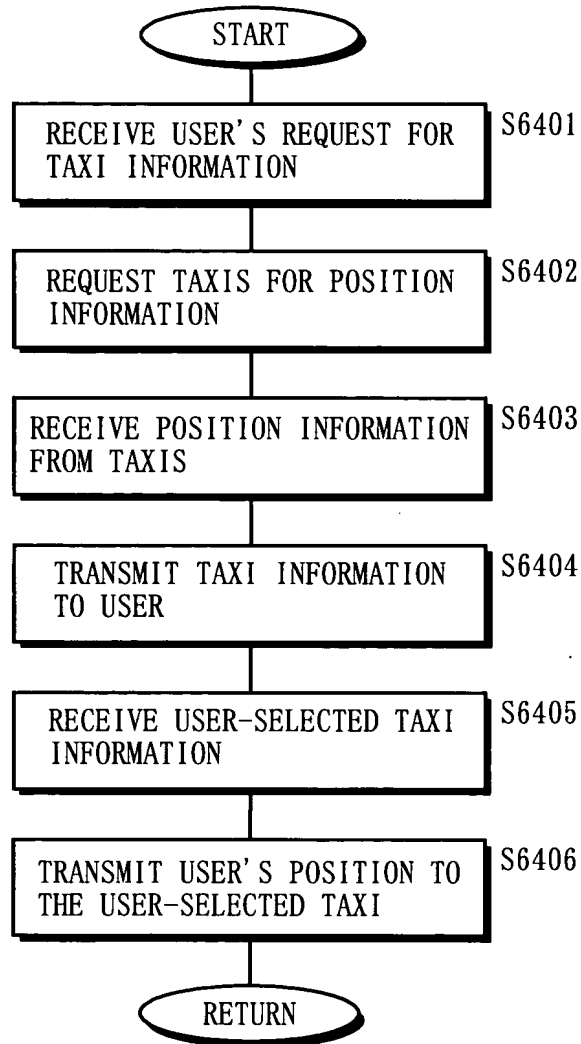 START
RECEIVE USER'S REQUEST FOR
TAXI INFORMATION
S6401
REQUEST TAXIS FOR POSITION
INFORMATION
S6402
RECEIVE POSITION INFORMATION
FROM TAXIS
S6403
TRANSMIT TAXI INFORMATION
TO USER
S6404
RECEIVE USER-SELECTED TAXI
INFORMATION
S6405
TRANSMIT USER'S POSITION TO
THE USER-SELECTED TAXI
S6406
RETURN